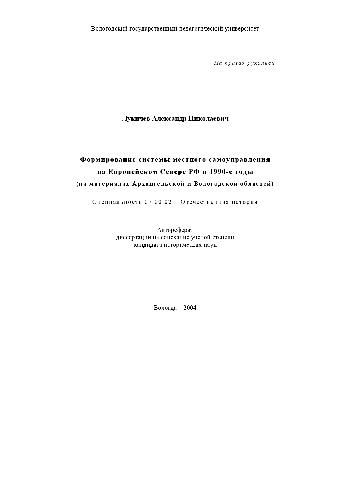 Вологодский государственный педагогический университет
На правах рукописи
Лукичев Александр Николаевич
Формирование системы местного самоуправления
на Европейском Севере РФ в 1990-е годы
(на материалах Архангельской и Вологодской областей)
Специальность 07.00.02 – Отечественная история
Автореферат
диссертации на соискание ученой степени
кандидата исторических наук
Вологда – 2004